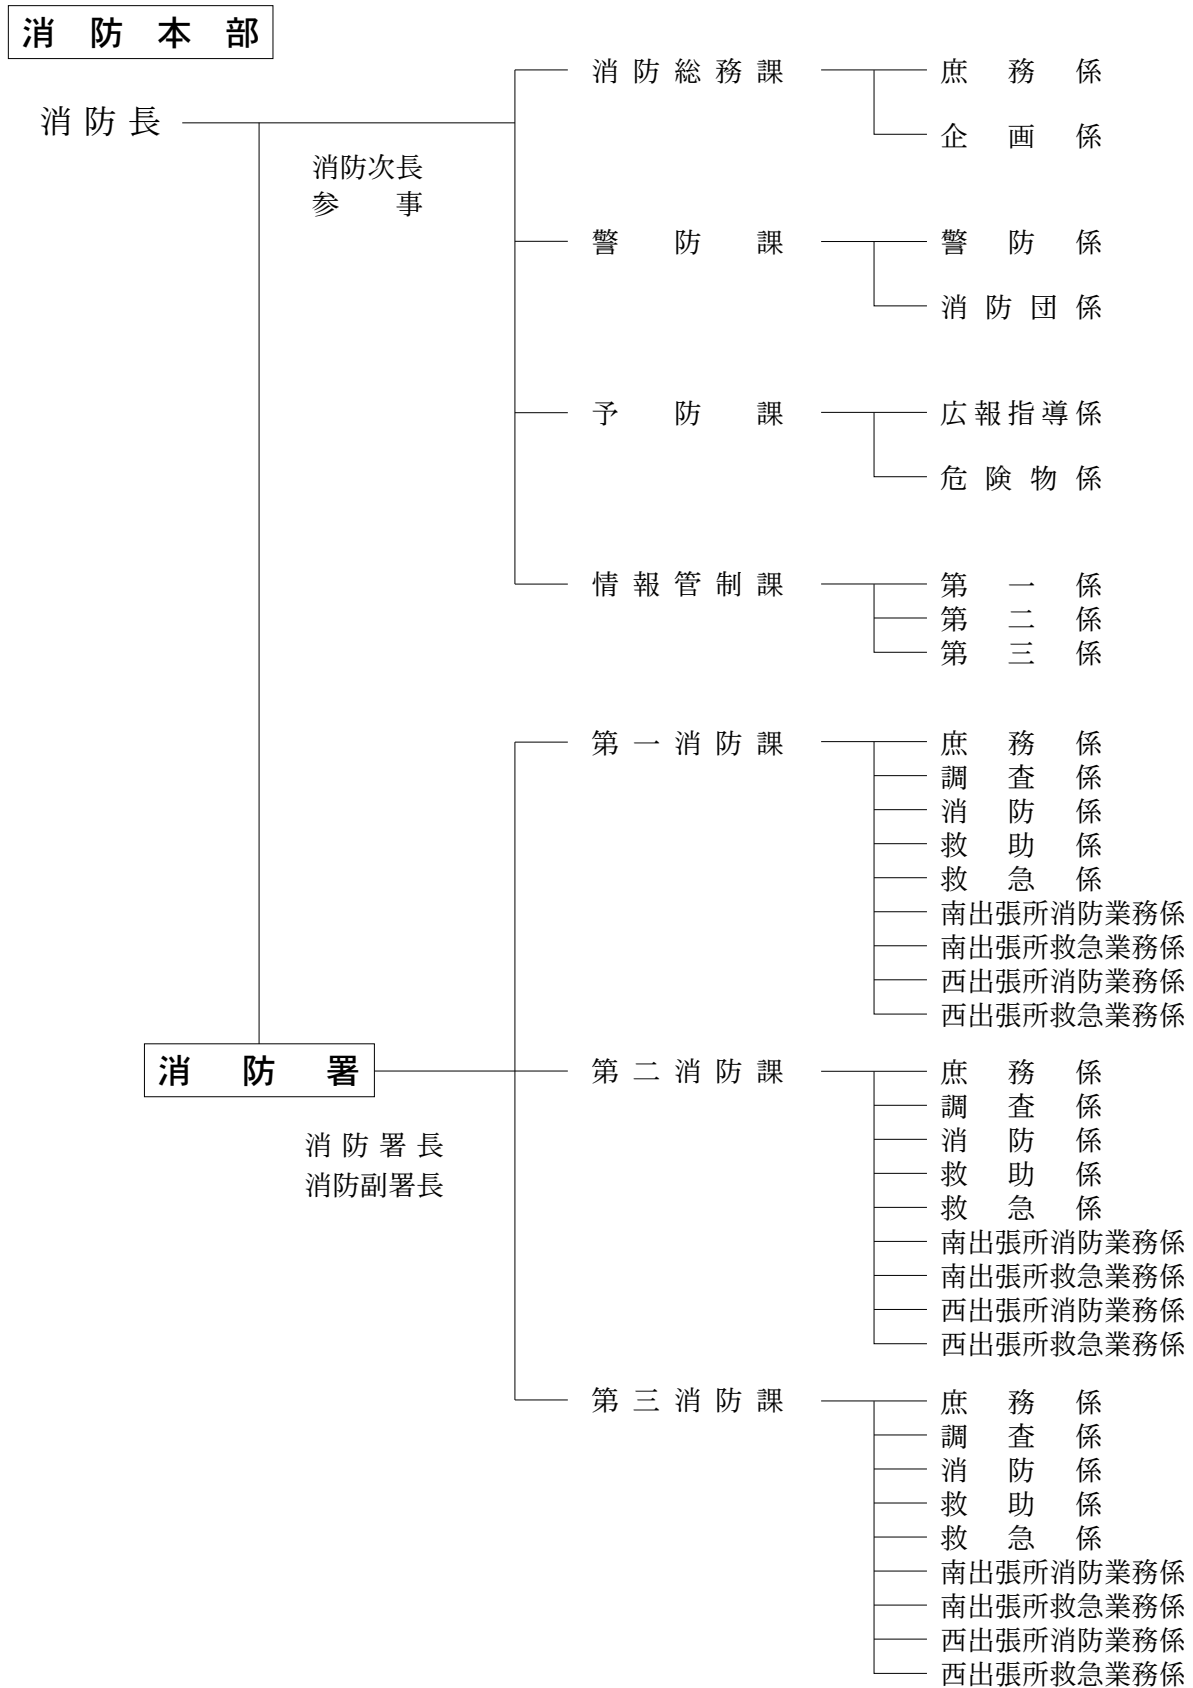 消防本部
消防長
消防次長
参事
消防総務課
庶務係
企画係
警防課
警防係
消防団係
予防課
広報指導係
危険物係
情報管制課
第一係
第二係
第三係
消防署
消防署長
消防副署長
第一消防課
庶務係
調査係
消防係
救助係
救急係
南出張所消防業務係
南出張所救急業務係
西出張所消防業務係
西出張所救急業務係
第二消防課
庶務係
調査係
消防係
救助係
救急係
南出張所消防業務係
南出張所救急業務係
西出張所消防業務係
西出張所救急業務係
第三消防課
庶務係
調査係
消防係
救助係
救急係
南出張所消防業務係
南出張所救急業務係
西出張所消防業務係
西出張所救急業務係